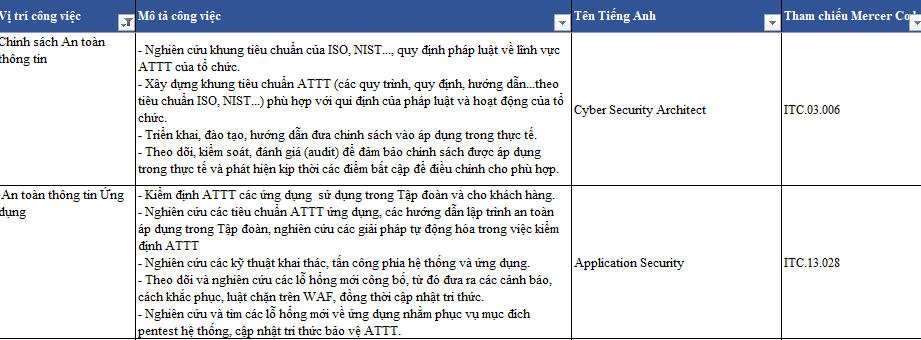 Vị trí công việc
Mô tả công việc
Tên Tiếng Anh
Tham chiếu Mercer
Chính sách An toàn
thông tin
- Nghiên cứu khung tiêu chuẩn của ISO, NIST..., quy định pháp luật về lĩnh vực
ATTT của tổ chức.
- Xây dựng khung tiêu chuẩn ATTT (các quy trình, quy định, hướng dẫn...theo
tiêu chuẩn ISO, NIST...) phù hợp với qui định của pháp luật và hoạt động của tổ
chức.
- Triển khai, đào tạo, hướng dẫn đưa chính sách vào áp dụng trong thực tế.
- Theo dõi, kiểm soát, đánh giá (audit) để đảm bảo chính sách được áp dụng
trong thực tế và phát hiện kịp thời các điểm bất cập để điều chỉnh cho phù hợp.
Cyber Security Architect
ITC.03.006
An toàn thông tin Ứng
dụng
- Kiểm định ATTT các ứng dụng sử dụng trong Tập đoàn và cho khách hàng.
- Nghiên cứu các tiêu chuẩn ATTT ứng dụng, các hướng dẫn lập trình an toàn
áp dụng trong Tập đoàn, nghiên cứu các giải pháp tự động hóa trong việc kiểm
định ATTT
- Nghiên cứu các kỹ thuật khai thác, tấn công phía hệ thống và ứng dụng.
- Theo dõi và nghiên cứu các lỗ hổng mới công bố, từ đó đưa ra các cảnh báo,
cách khắc phục, luật chặn trên WAF, đồng thời cập nhật tri thức.
- Nghiên cứu và tìm các lỗ hổng mới về ứng dụng nhằm phục vụ mục đích
pentest hệ thống, cập nhật tri thức bảo vệ ATTT.
Application Security
ITC.13.028